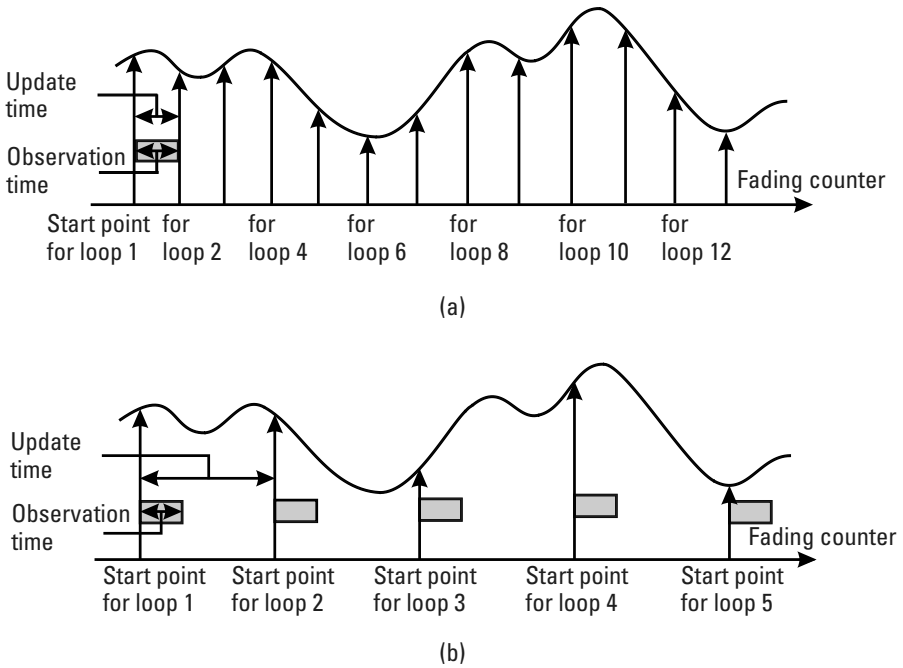 Update
time
Observation
time
Fading counter
Start point
for loop 1
for
loop 2
for
loop 4
for
loop 6
for
loop 8
for
loop 10
for
loop 12
(a)
Update
time
Observation
time
Fading counter
Start point
for loop 1
Start point
for loop 2
Start point
for loop 3
Start point
for loop 4
Start point
for loop 5
(b)